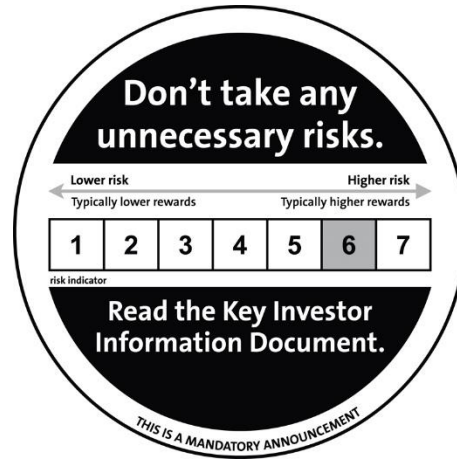 Don't take any
unnecessary risks.
Lower risk Higher risk
Typically lower rewards Typically higher rewards
1 2 3 4 5 6 7
risk indicator
Read the Key Investor
Information Document.
THIS IS A MANDATORY ANNOUNCEMENT